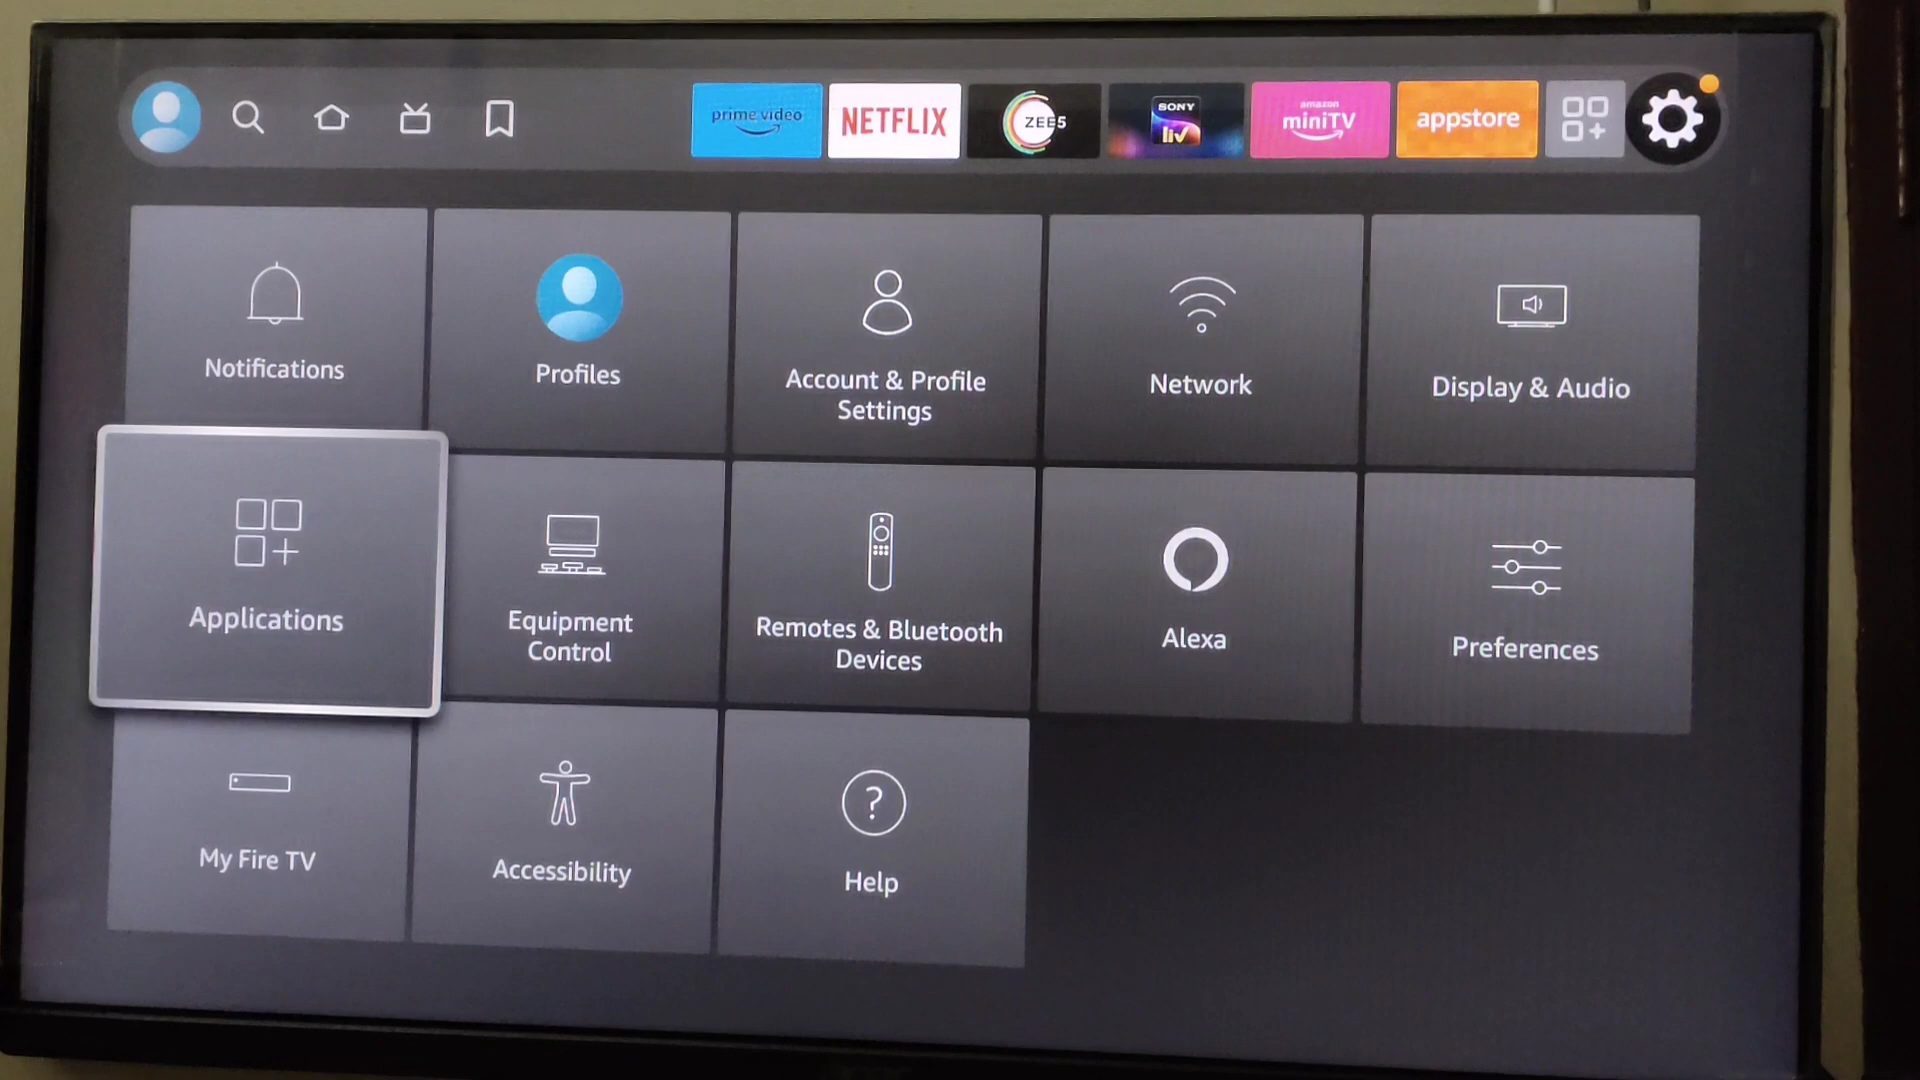 prime video
NETFLIX
ZEE5
SONY
liv
amazon
miniTV
appstore
Notifications
Profiles
Account & Profile
Settings
Network
Display & Audio
Applications
Equipment
Control
Remotes & Bluetooth
Devices
Alexa
Preferences
My Fire TV
Accessibility
?
Help